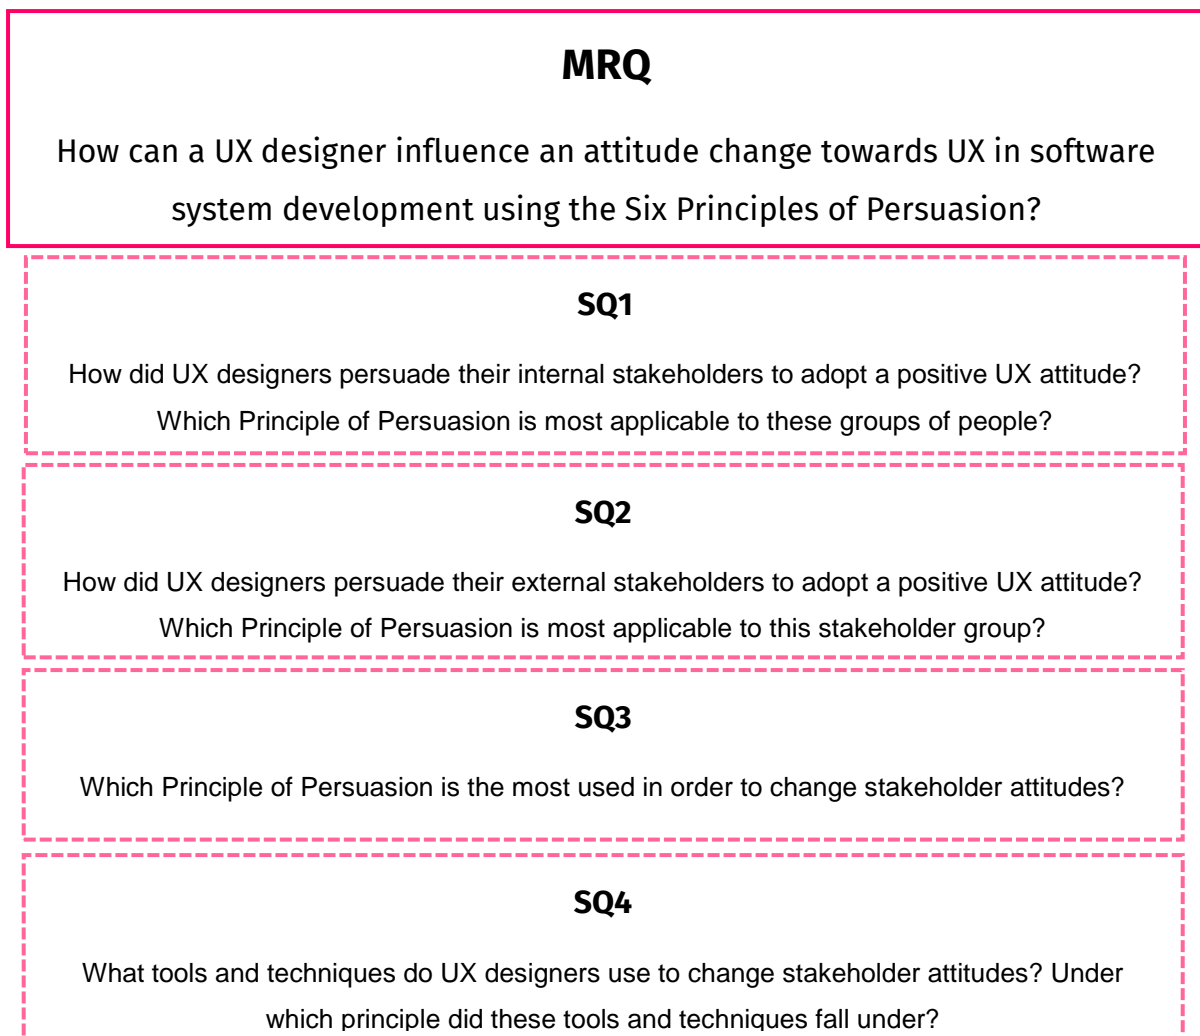 MRQ
How can a UX designer influence an attitude change towards UX in software
system development using the Six Principles of Persuasion?
SQ1
How did UX designers persuade their internal stakeholders to adopt a positive UX attitude?
Which Principle of Persuasion is most applicable to these groups of people?
SQ2
How did UX designers persuade their external stakeholders to adopt a positive UX attitude?
Which Principle of Persuasion is most applicable to this stakeholder group?
SQ3
Which Principle of Persuasion is the most used in order to change stakeholder attitudes?
SQ4
What tools and techniques do UX designers use to change stakeholder attitudes? Under
which principle did these tools and techniques fall under?